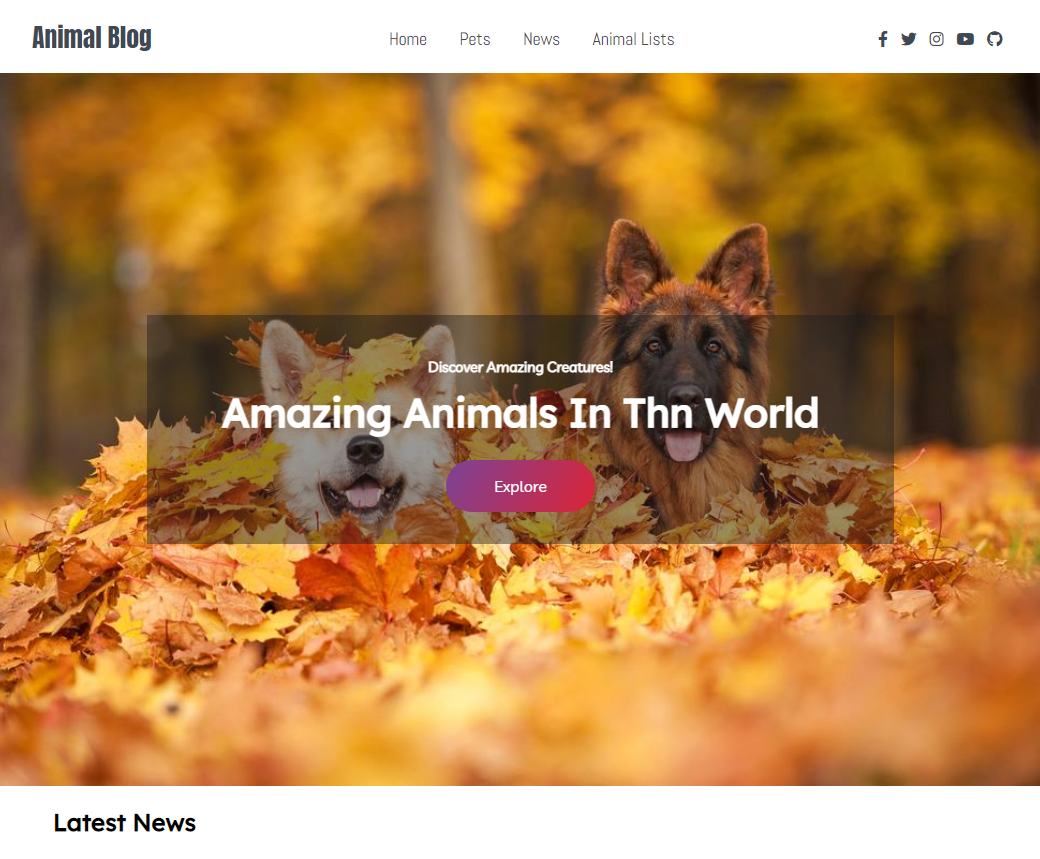 Animal Blog
Home Pets News Animal Lists
Discover Amazing Creatures!
Amazing Animals In Thn World
Explore
Latest News